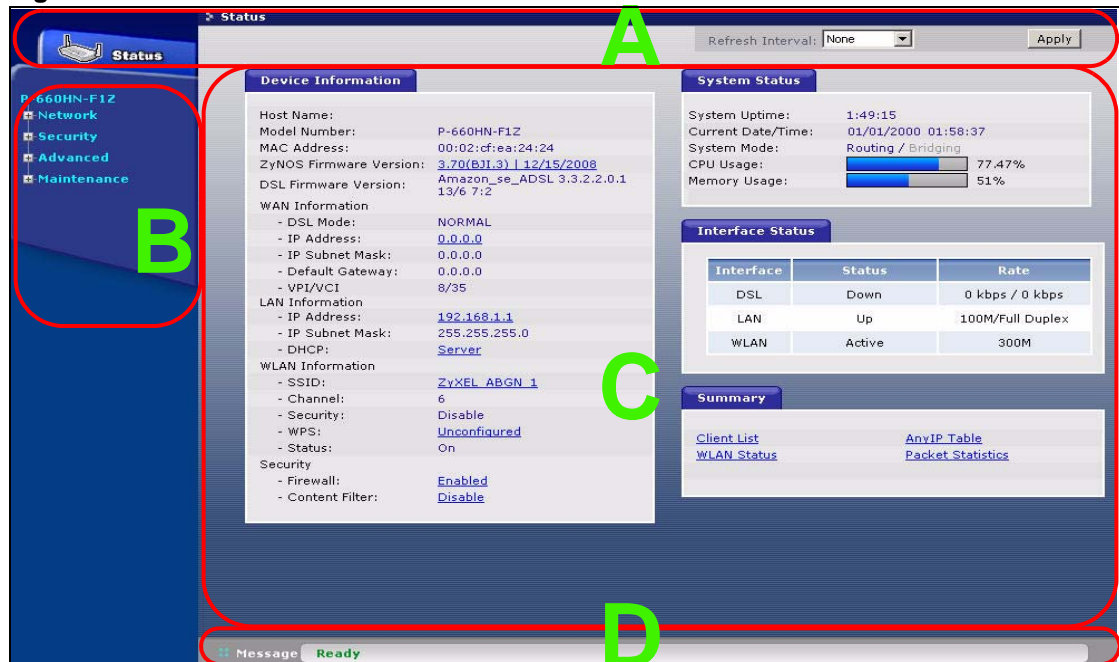 > Status
A
Refresh Interval: None
Apply
Status
P-660HN-F1Z
Network
Security
Advanced
Maintenance
B
Device Information
Host Name:
Model Number: P-660HN-F1Z
MAC Address: 00:02:cf:ea:24:24
ZyNOS Firmware Version: 3.70(BJI.3) | 12/15/2008
DSL Firmware Version: Amazon_se_ADSL 3.3.2.2.0.1
13/6 7:2
WAN Information
- DSL Mode: NORMAL
- IP Address: 0.0.0.0
- IP Subnet Mask: 0.0.0.0
- Default Gateway: 0.0.0.0
- VPI/VCI 8/35
LAN Information
- IP Address: 192.168.1.1
- IP Subnet Mask: 255.255.255.0
- DHCP: Server
WLAN Information
- SSID: ZyXEL_ABGN_1
- Channel: 6
- Security: Disable
- WPS: Unconfigured
- Status: On
Security
- Firewall: Enabled
- Content Filter: Disable
C
System Status
System Uptime: 1:49:15
Current Date/Time: 01/01/2000 01:58:37
System Mode: Routing / Bridging
CPU Usage: 77.47%
Memory Usage: 51%
Interface Status
Interface Status Rate
DSL Down 0 kbps / 0 kbps
LAN Up 100M/Full Duplex
WLAN Active 300M
Summary
Client List AnyIP Table
WLAN Status Packet Statistics
D
Message Ready